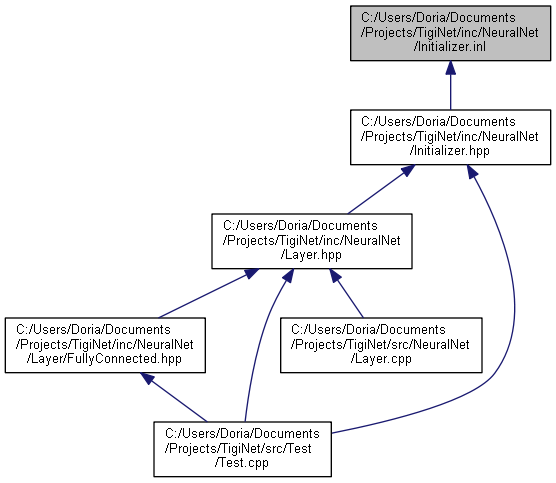 C:/Users/Doria/Documents
/Projects/TigiNet/inc/NeuralNet
/Initializer.inl
C:/Users/Doria/Documents
/Projects/TigiNet/inc/NeuralNet
/Initializer.hpp
C:/Users/Doria/Documents
/Projects/TigiNet/inc/NeuralNet
/Layer.hpp
C:/Users/Doria/Documents
/Projects/TigiNet/inc/NeuralNet
/Layer/FullyConnected.hpp
C:/Users/Doria/Documents
/Projects/TigiNet/src/NeuralNet
/Layer.cpp
C:/Users/Doria/Documents
/Projects/TigiNet/src/Test
/Test.cpp